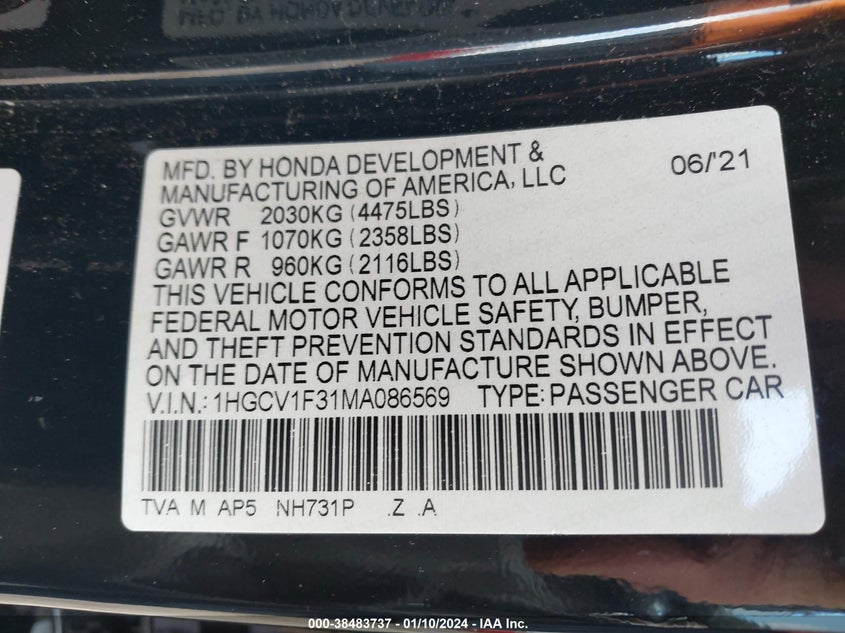 MFD. BY HONDA DEVELOPMENT & 06/'21
MANUFACTURING OF AMERICA, LLC
GVWR 2030KG (4475LBS)
GAWR F 1070KG (2358LBS)
GAWR R 960KG (2116LBS)
THIS VEHICLE CONFORMS TO ALL APPLICABLE
FEDERAL MOTOR VEHICLE SAFETY, BUMPER,
AND THEFT PREVENTION STANDARDS IN EFFECT
ON THE DATE OF MANUFACTURE SHOWN ABOVE.
V.I.N.: 1HGCV1F31MA086569 TYPE: PASSENGER CAR
TVA M AP5 NH731P .Z .A
000-38483737 - 01/10/2024 - IAA Inc.